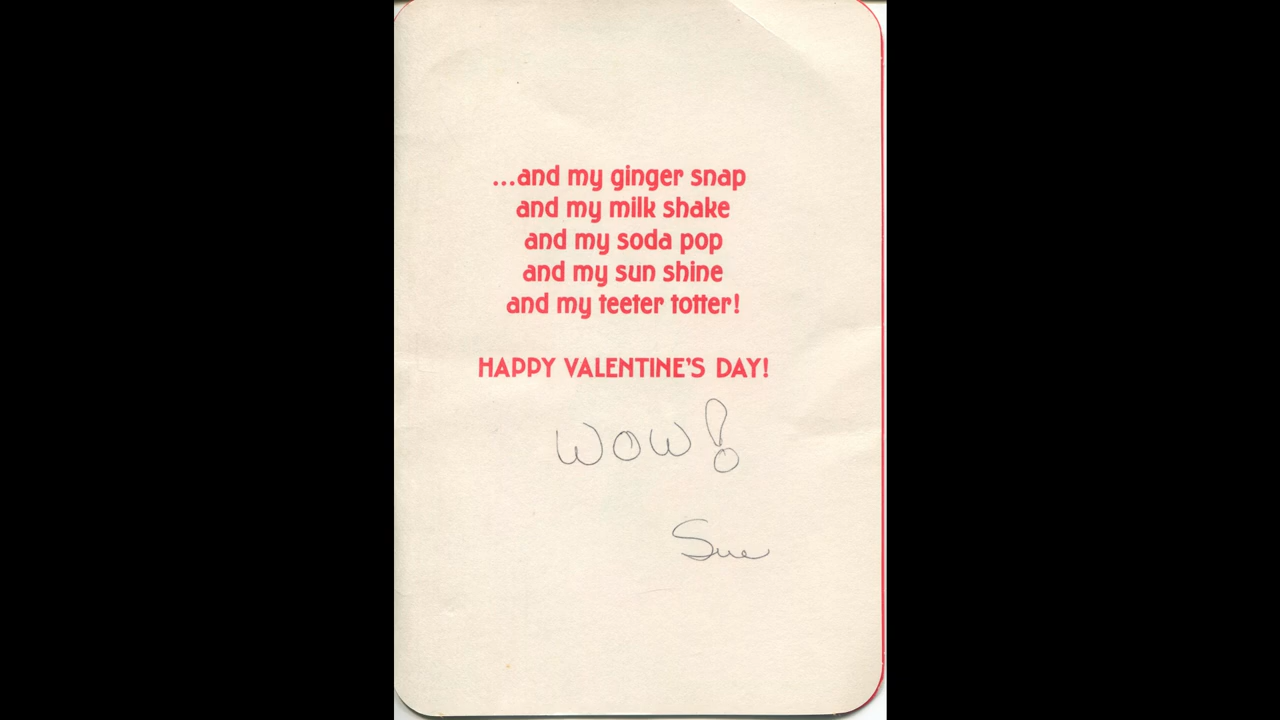 ...and my ginger snap
and my milk shake
and my soda pop
and my sun shine
and my teeter totter!
HAPPY VALENTINE'S DAY!
WOW!
Sue